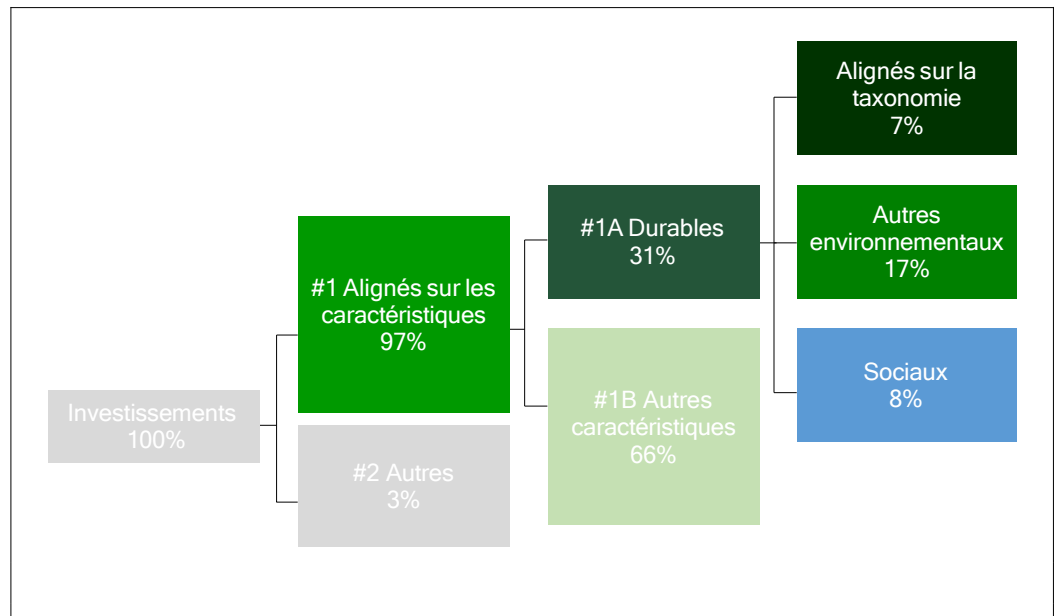 Investissements
100%
#1 Alignés sur les
caractéristiques
97%
#2 Autres
3%
#1A Durables
31%
#1B Autres
caractéristiques
66%
Alignés sur la
taxonomie
7%
Autres
environnementaux
17%
Sociaux
8%